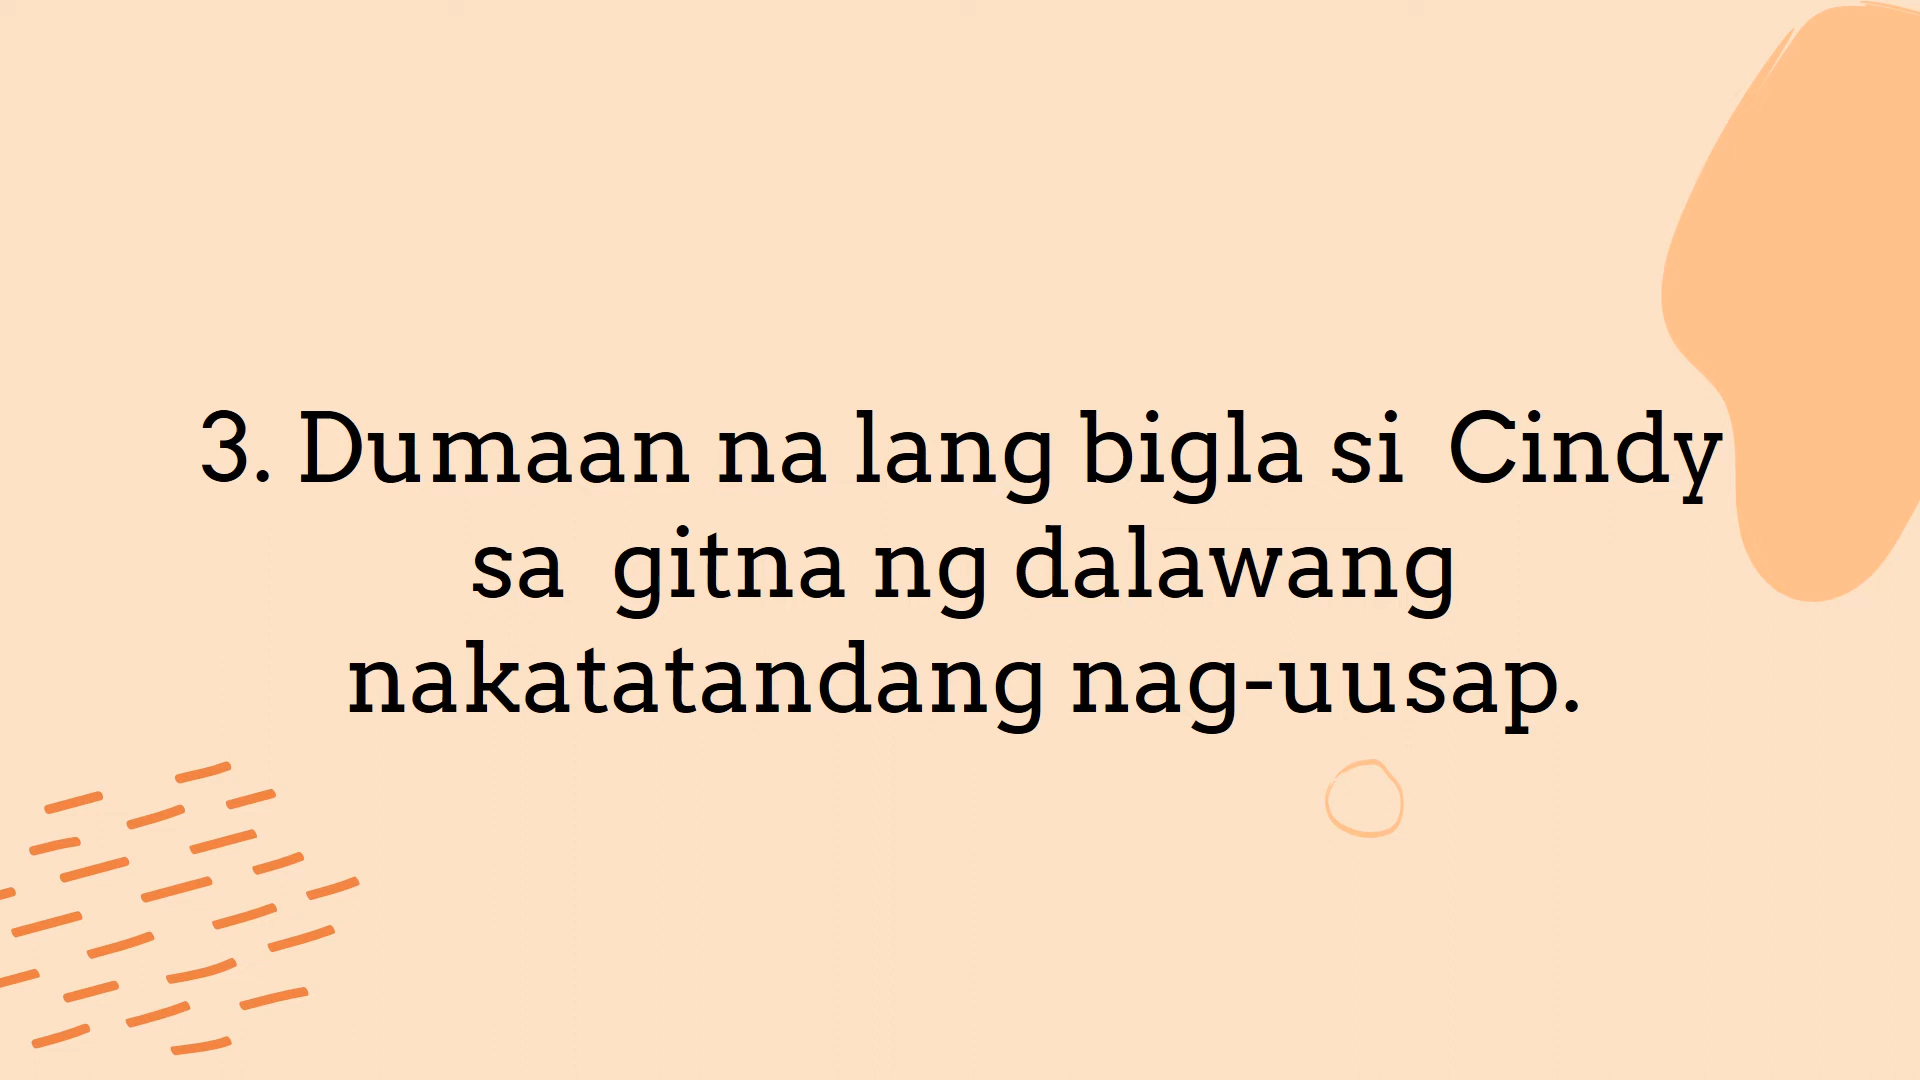 3. Dumaan na lang bigla si  Cindy
sa  gitna ng dalawang
nakatatandang nag-uusap.